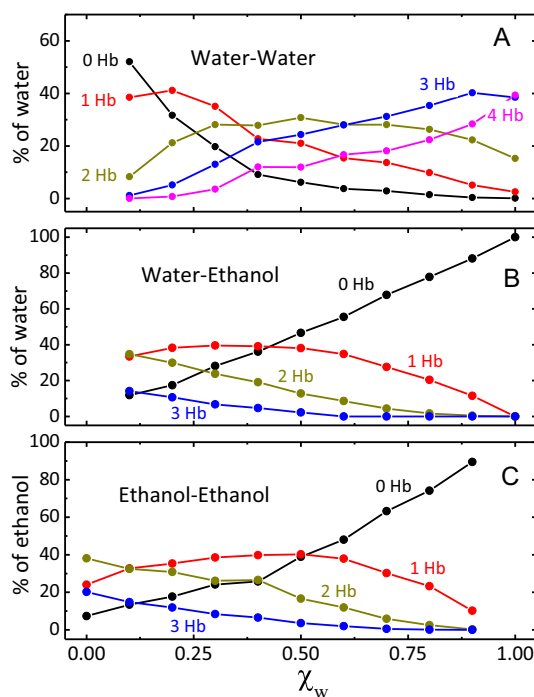 A
Water-Water
0 Hb
1 Hb
2 Hb
3 Hb
4 Hb
% of water
60
40
20
0
B
Water-Ethanol
0 Hb
1 Hb
2 Hb
3 Hb
% of water
100
80
60
40
20
0
C
Ethanol-Ethanol
0 Hb
1 Hb
2 Hb
3 Hb
% of ethanol
100
80
60
40
20
0
0.00 0.25 0.50 0.75 1.00
χw